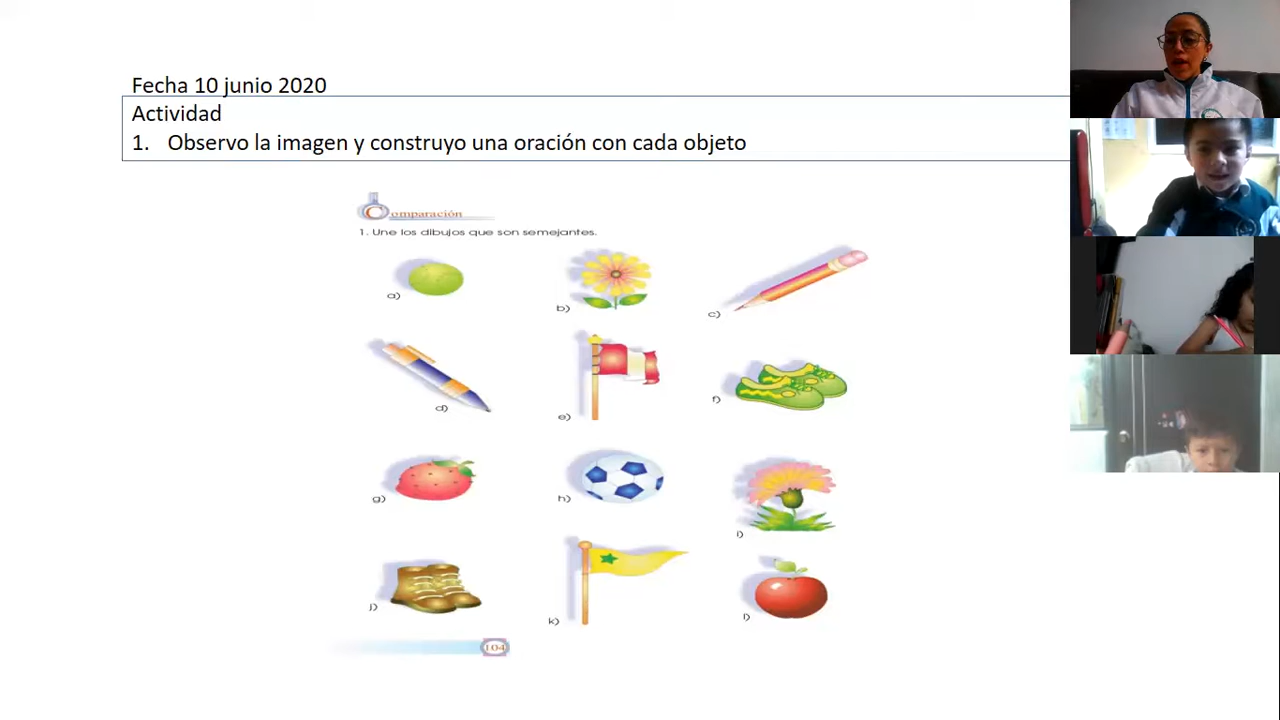 Fecha 10 junio 2020
Actividad
1. Observo la imagen y construyo una oración con cada objeto
Comparación
1. Une los dibujos que son semejantes.
a)
b)
c)
d)
e)
f)
g)
h)
i)
j)
k)
l)
104